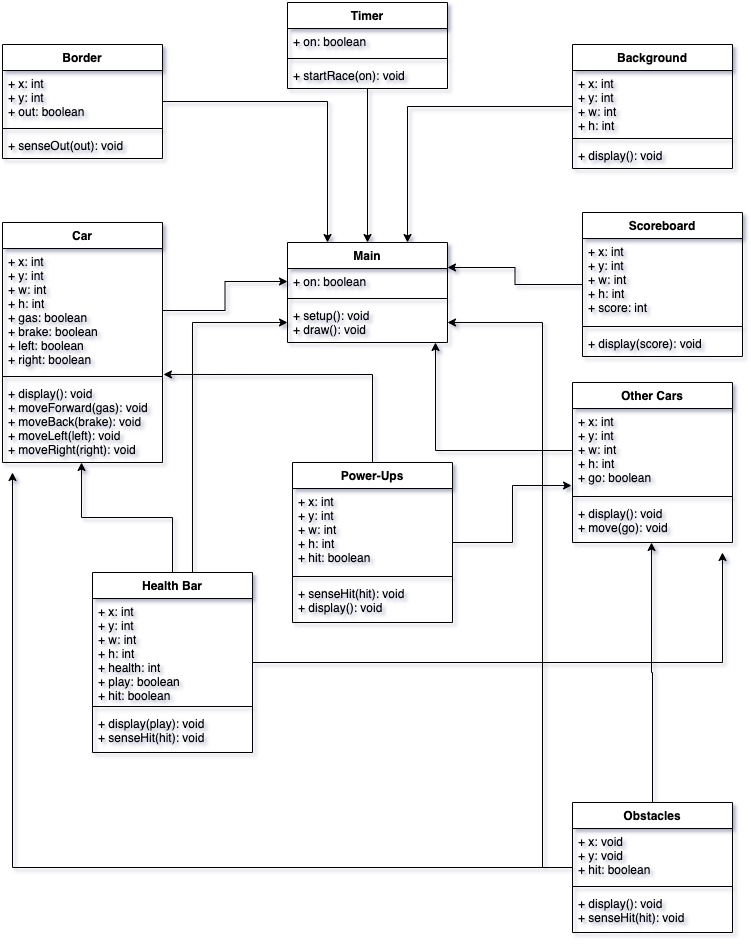 Timer
+ on: boolean
+ startRace(on): void
Border
+ x: int
+ y: int
+ out: boolean
+ senseOut(out): void
Background
+ x: int
+ y: int
+ w: int
+ h: int
+ display(): void
Car
+ x: int
+ y: int
+ w: int
+ h: int
+ gas: boolean
+ brake: boolean
+ left: boolean
+ right: boolean
+ display(): void
+ moveForward(gas): void
+ moveBack(brake): void
+ moveLeft(left): void
+ moveRight(right): void
Main
+ on: boolean
+ setup(): void
+ draw(): void
Scoreboard
+ x: int
+ y: int
+ w: int
+ h: int
+ score: int
+ display(score): void
Other Cars
+ x: int
+ y: int
+ w: int
+ h: int
+ go: boolean
+ display(): void
+ move(go): void
Power-Ups
+ x: int
+ y: int
+ w: int
+ h: int
+ hit: boolean
+ senseHit(hit): void
+ display(): void
Health Bar
+ x: int
+ y: int
+ w: int
+ h: int
+ health: int
+ play: boolean
+ hit: boolean
+ display(play): void
+ senseHit(hit): void
Obstacles
+ x: void
+ y: void
+ hit: boolean
+ display(): void
+ senseHit(hit): void